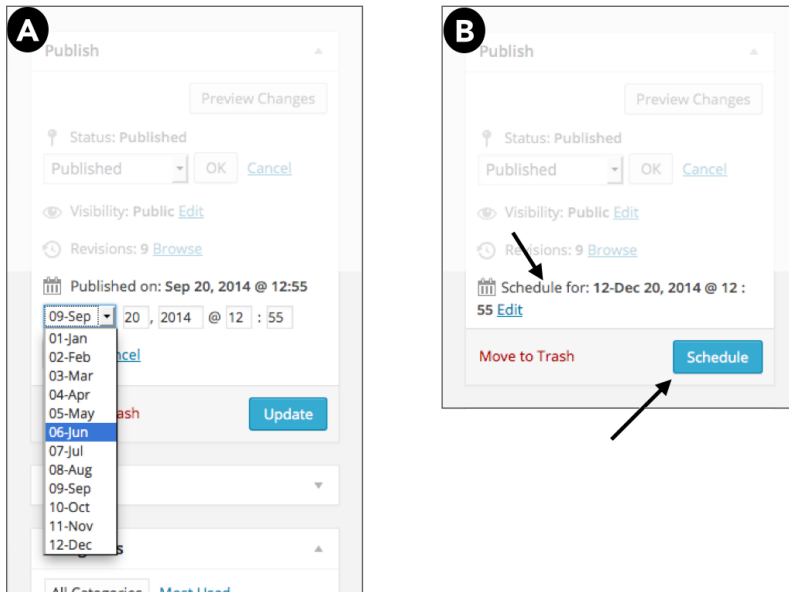 A
Publish
Preview Changes
Status: Published
Published OK Cancel
Visibility: Public Edit
Revisions: 9 Browse
Published on: Sep 20, 2014 @ 12:55
09-Sep 20 , 2014 @ 12 : 55
01-Jan
02-Feb ncel
03-Mar
04-Apr
05-May ash Update
06-Jun
07-Jul
08-Aug
09-Sep
10-Oct
11-Nov
12-Dec s
All Categories Most Used
B
Publish
Preview Changes
Status: Published
Published OK Cancel
Visibility: Public Edit
Revisions: 9 Browse
Schedule for: 12-Dec 20, 2014 @ 12 :
55 Edit
Move to Trash Schedule